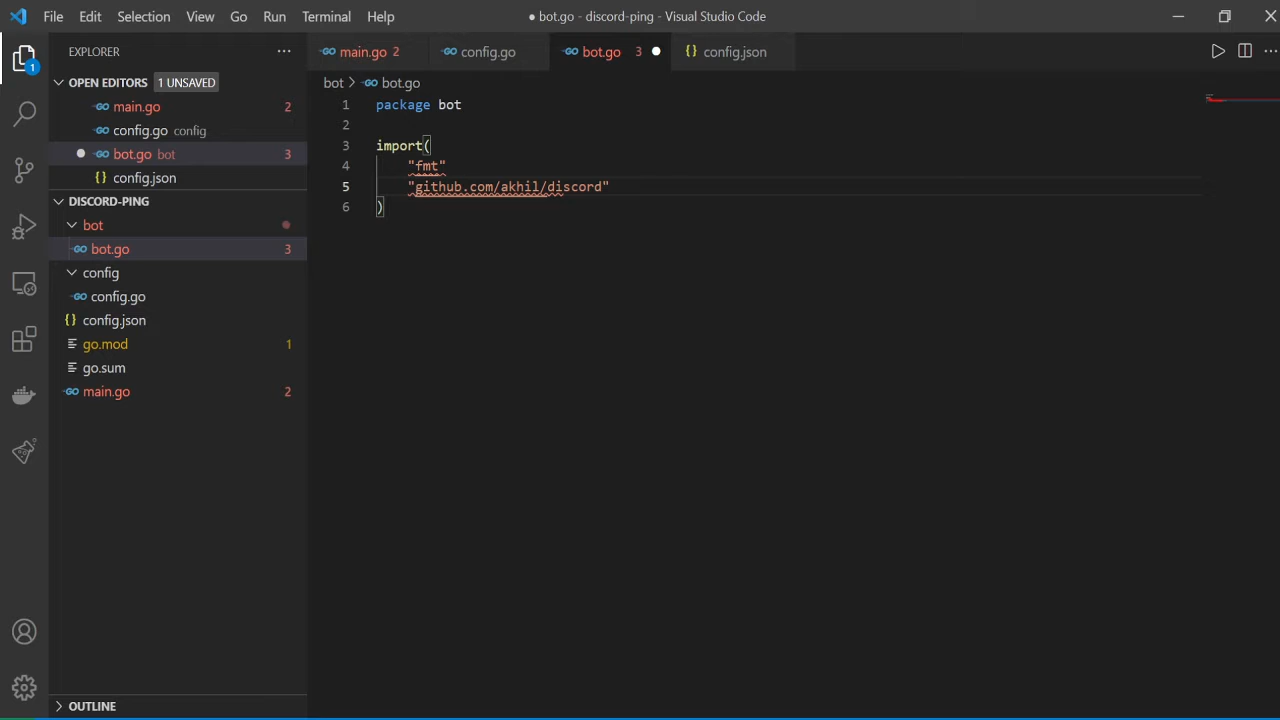 File Edit Selection View Go Run Terminal Help ● bot.go - discord-ping - Visual Studio Code
EXPLORER
main.go 2 config.go bot.go 3 config.json
OPEN EDITORS 1 UNSAVED
main.go 2
config.go config
bot.go bot 3
config.json
DISCORD-PING
bot
bot.go 3
config
config.go
config.json
go.mod 1
go.sum
main.go 2
OUTLINE
1
bot > bot.go
1 package bot
2
3 import(
4 "fmt"
5 "github.com/akhil/discord"
6 )